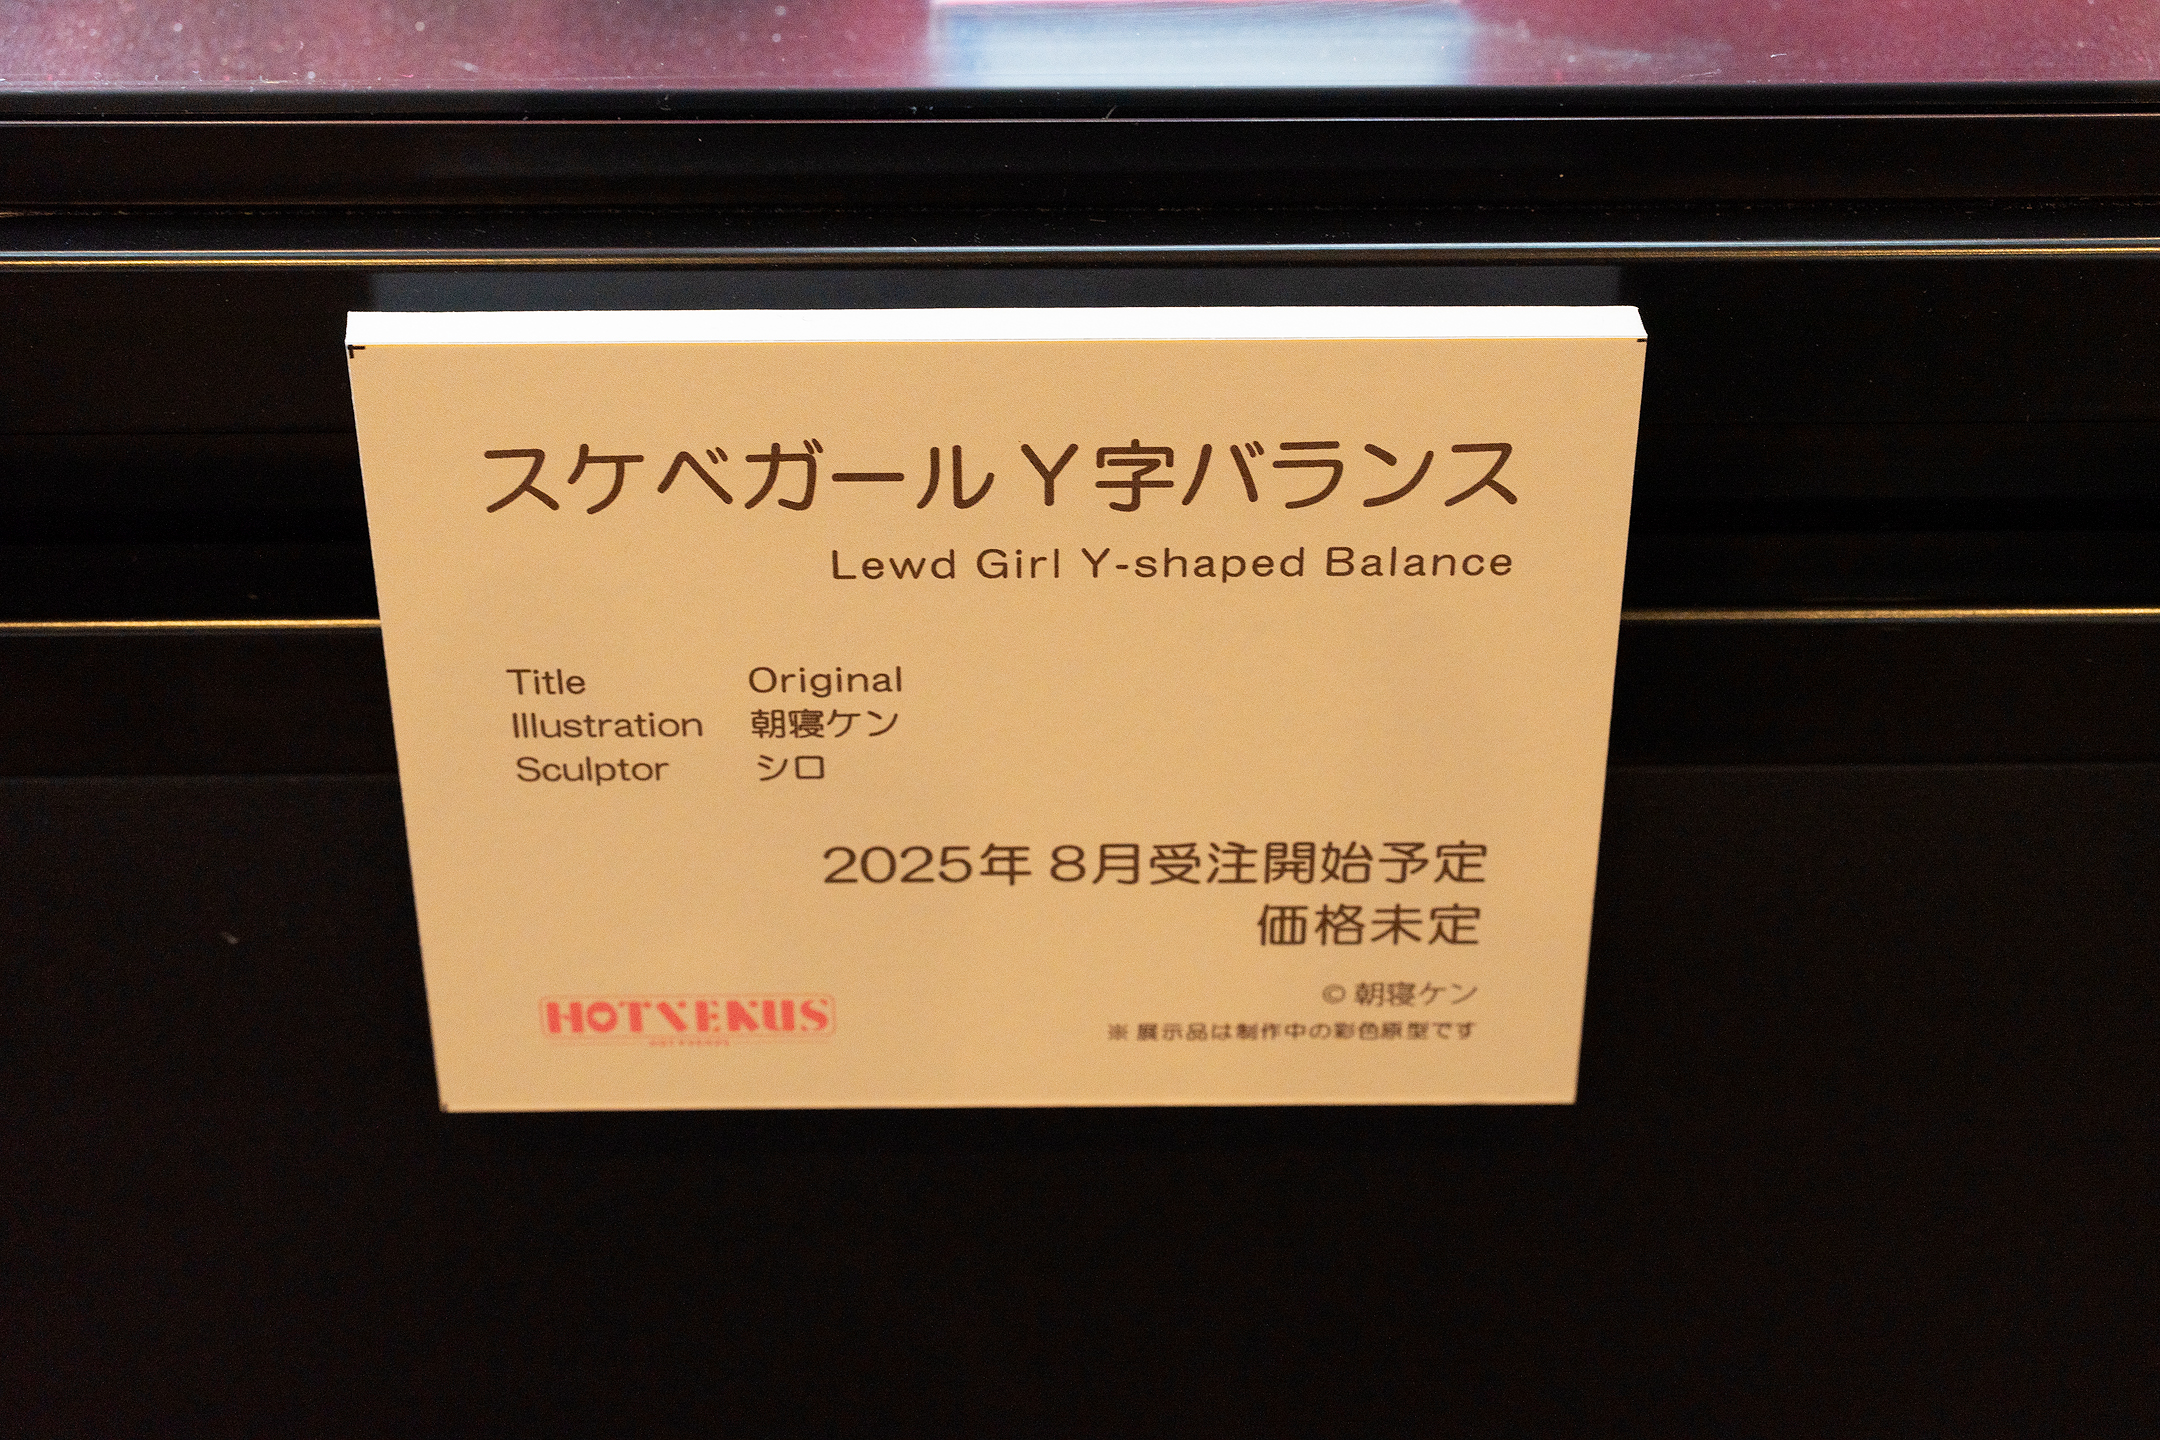 スケベガール Y字バランス
Lewd Girl Y-shaped Balance
Title Original
Illustration 朝寝ケン
Sculptor シロ
2025年 8月受注開始予定
価格未定
© 朝寝ケン
※ 展示品は制作中の彩色原型です
HOTVENUS